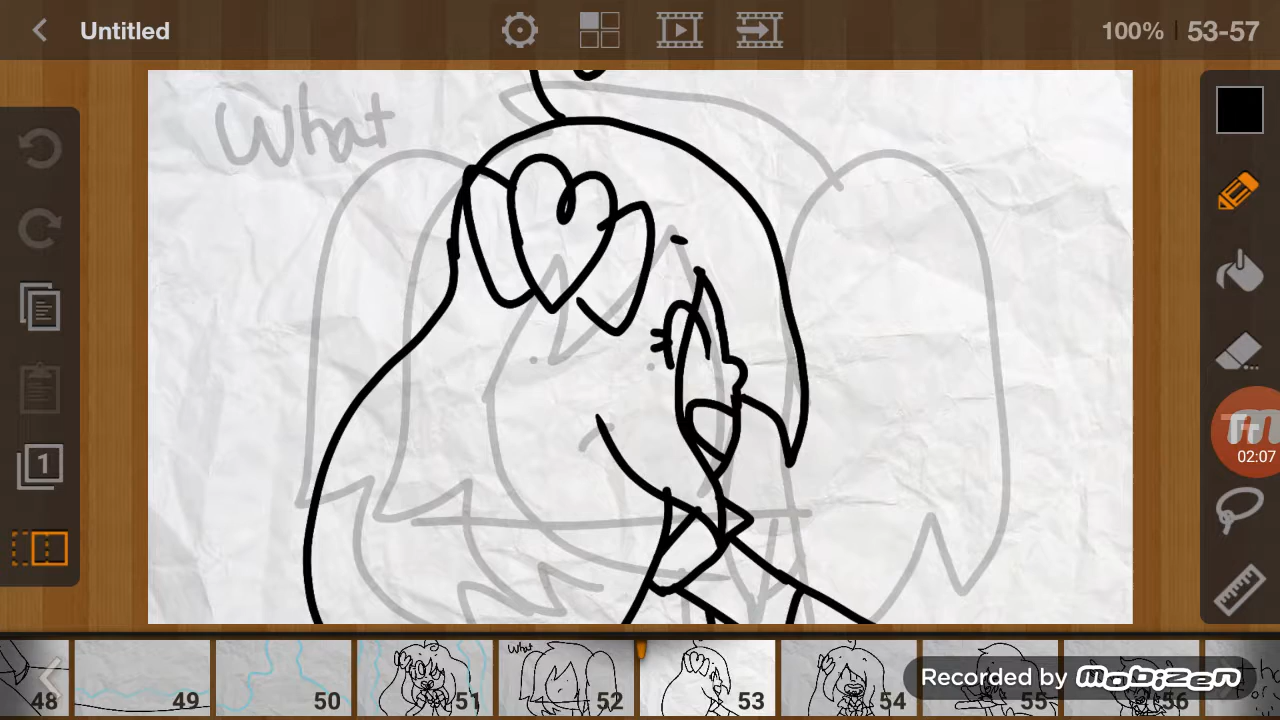 Untitled
100% | 53-57
What
1
02:07
What
48
49
50
51
52
53
54
55
56
Recorded by mobizen